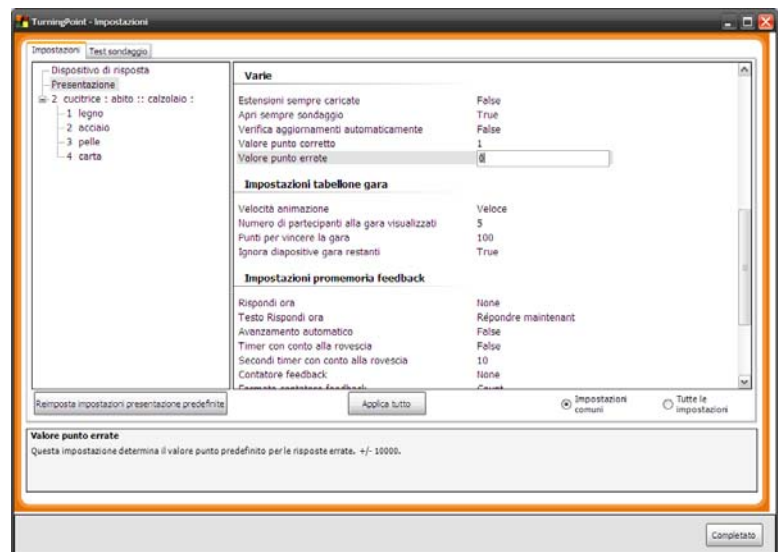 TurningPoint - Impostazioni
Impostazioni Test sondaggio
Dispositivo di risposta
Presentazione
2 cucitrice : abito :: calzolaio :
1 legno
2 acciaio
3 pelle
4 carta
Varie
Estensioni sempre caricate False
Apri sempre sondaggio True
Verifica aggiornamenti automaticamente False
Valore punto corretto 1
Valore punto errate 0
Impostazioni tabellone gara
Velocità animazione Veloce
Numero di partecipanti alla gara visualizzati 5
Punti per vincere la gara 100
Ignora diapositive gara restanti True
Impostazioni promemoria feedback
Rispondi ora None
Testo Rispondi ora Répondre maintenant
Avanzamento automatico False
Timer con conto alla rovescia False
Secondi timer con conto alla rovescia 10
Contatore feedback None
Formato contatore feedback Count
Reimposta impostazioni presentazione predefinite
Applica tutto
Impostazioni comuni
Tutte le impostazioni
Valore punto errate
Questa impostazione determina il valore punto predefinito per le risposte errate. +/- 10000.
Completato